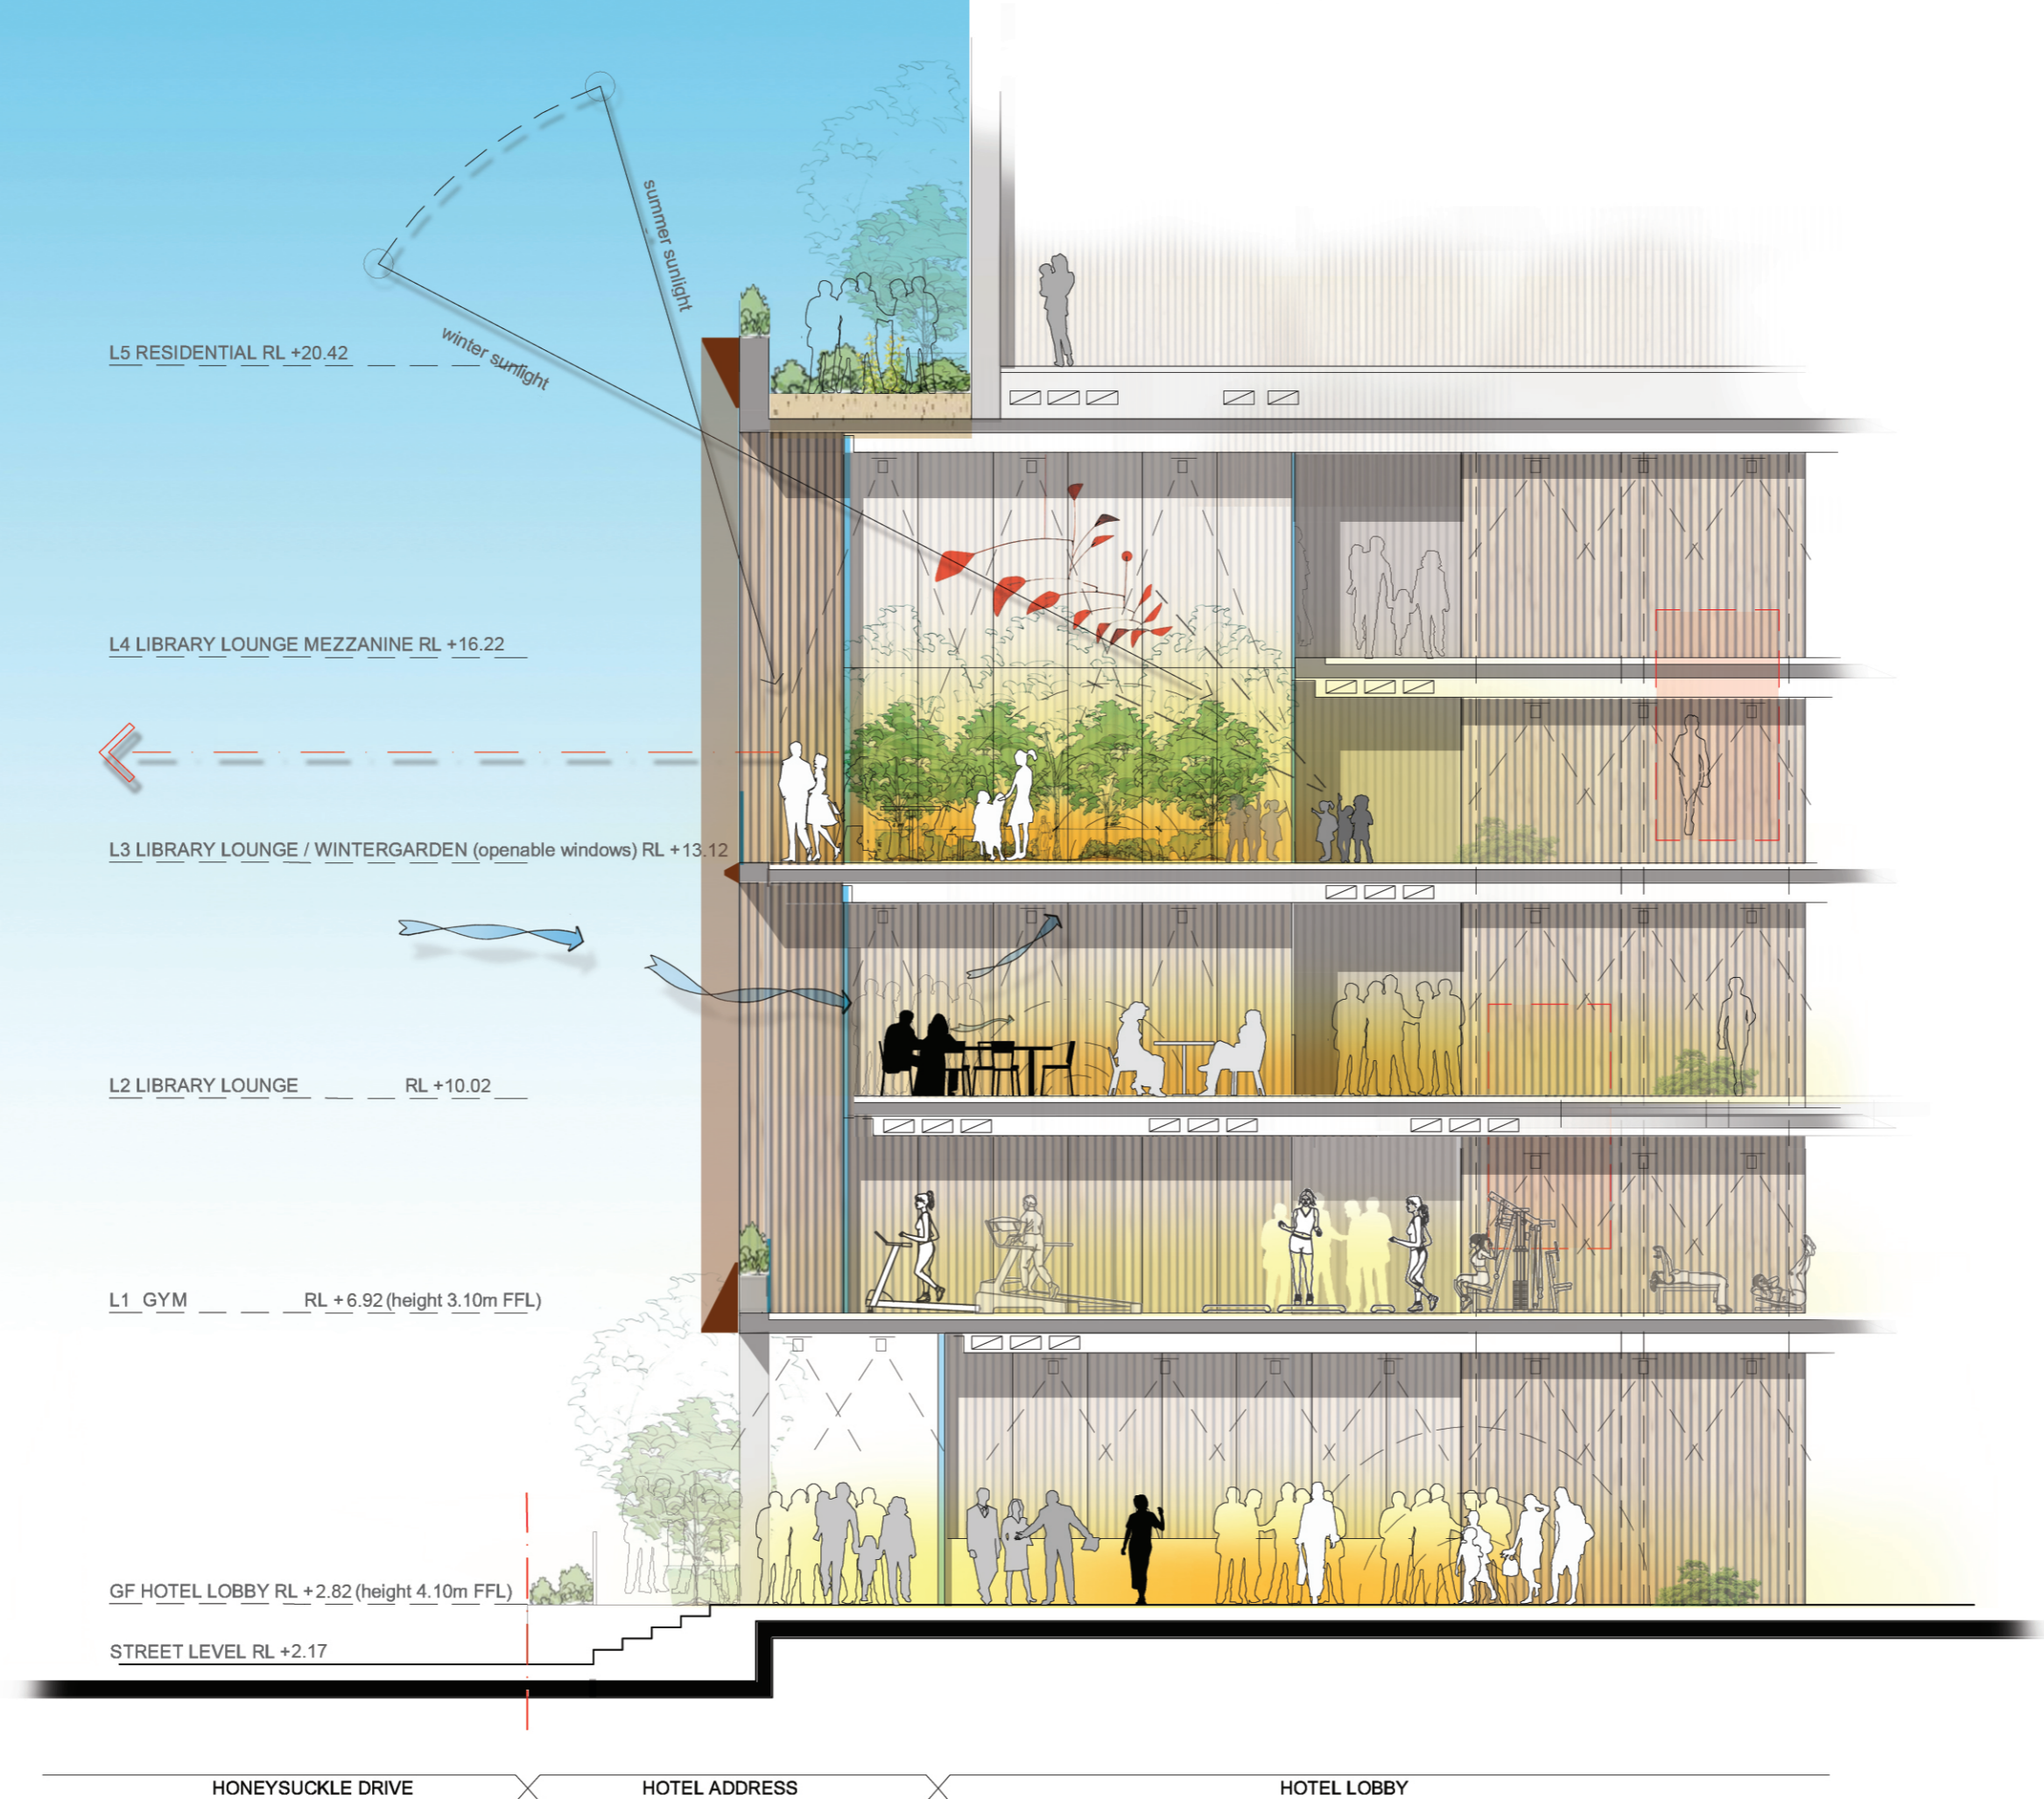 summer sunlight
winter sunlight
L5 RESIDENTIAL RL +20.42
L4 LIBRARY LOUNGE MEZZANINE RL +16.22
L3 LIBRARY LOUNGE / WINTERGARDEN (openable windows) RL +13.12
L2 LIBRARY LOUNGE RL +10.02
L1 GYM RL +6.92 (height 3.10m FFL)
GF HOTEL LOBBY RL +2.82 (height 4.10m FFL)
STREET LEVEL RL +2.17
HONEYSUCKLE DRIVE HOTEL ADDRESS HOTEL LOBBY